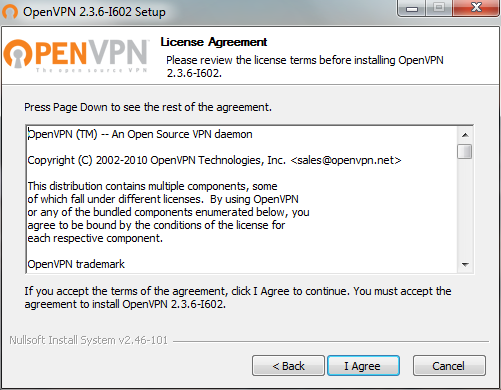 OpenVPN 2.3.6-I602 Setup
OPENVPN™
The open source VPN
License Agreement
Please review the license terms before installing OpenVPN
2.3.6-I602.
Press Page Down to see the rest of the agreement.
OpenVPN (TM) -- An Open Source VPN daemon
Copyright (C) 2002-2010 OpenVPN Technologies, Inc. <sales@openvpn.net>
This distribution contains multiple components, some
of which fall under different licenses.  By using OpenVPN
or any of the bundled components enumerated below, you
agree to be bound by the conditions of the license for
each respective component.
OpenVPN trademark
If you accept the terms of the agreement, click I Agree to continue. You must accept the
agreement to install OpenVPN 2.3.6-I602.
Nullsoft Install System v2.46-101
< Back
I Agree
Cancel